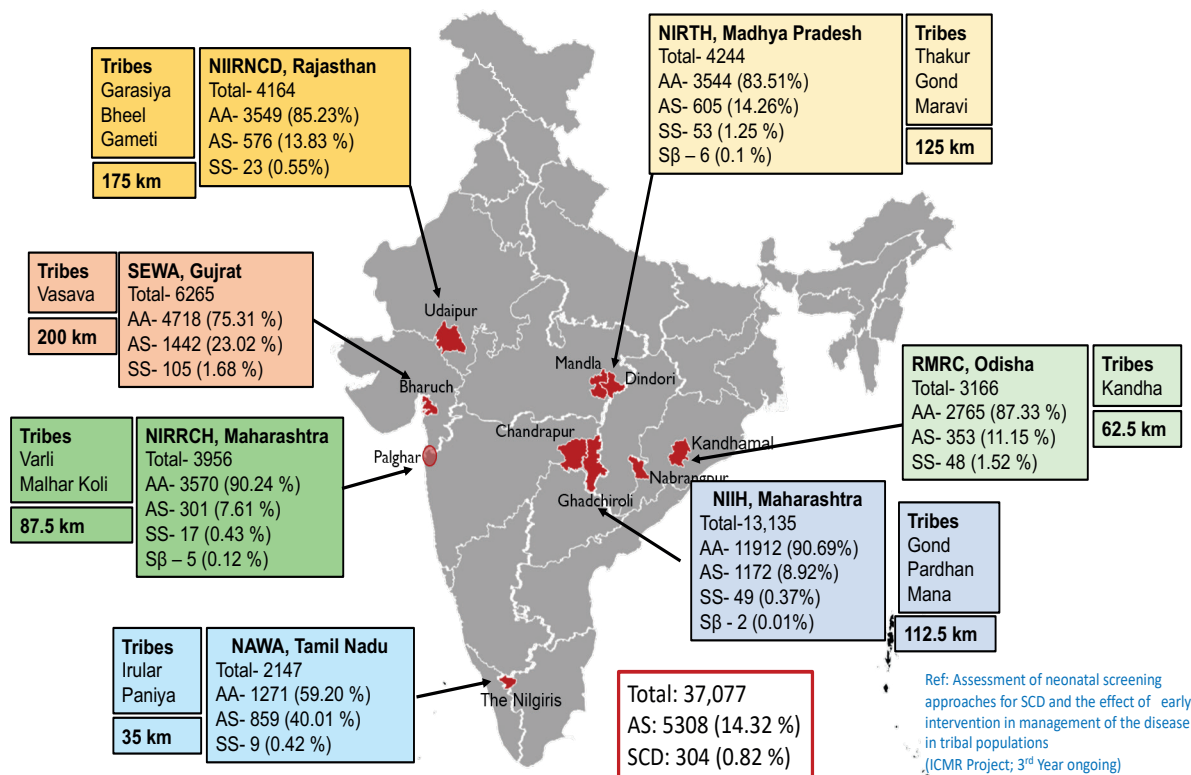 Tribes
Garasiya
Bheel
Gameti
175 km
NIIRNCD, Rajasthan
Total- 4164
AA- 3549 (85.23%)
AS- 576 (13.83 %)
SS- 23 (0.55%)
NIRTH, Madhya Pradesh
Total- 4244
AA- 3544 (83.51%)
AS- 605 (14.26%)
SS- 53 (1.25 %)
Sβ – 6 (0.1 %)
Tribes
Thakur
Gond
Maravi
125 km
Tribes
Vasava
200 km
SEWA, Gujrat
Total- 6265
AA- 4718 (75.31 %)
AS- 1442 (23.02 %)
SS- 105 (1.68 %)
Udaipur
Bharuch
Mandla
Dindori
RMRC, Odisha
Total- 3166
AA- 2765 (87.33 %)
AS- 353 (11.15 %)
SS- 48 (1.52 %)
Tribes
Kandha
62.5 km
Tribes
Varli
Malhar Koli
87.5 km
NIRRCH, Maharashtra
Total- 3956
AA- 3570 (90.24 %)
AS- 301 (7.61 %)
SS- 17 (0.43 %)
Sβ – 5 (0.12 %)
Palghar
Chandrapur
Kandhamal
Nabrangpur
Ghadchiroli
NIIH, Maharashtra
Total-13,135
AA- 11912 (90.69%)
AS- 1172 (8.92%)
SS- 49 (0.37%)
Sβ - 2 (0.01%)
Tribes
Gond
Pardhan
Mana
112.5 km
Tribes
Irular
Paniya
35 km
NAWA, Tamil Nadu
Total- 2147
AA- 1271 (59.20 %)
AS- 859 (40.01 %)
SS- 9 (0.42 %)
The Nilgiris
Total: 37,077
AS: 5308 (14.32 %)
SCD: 304 (0.82 %)
Ref: Assessment of neonatal screening
approaches for SCD and the effect of early
intervention in management of the disease
in tribal populations
(ICMR Project; 3rd Year ongoing)